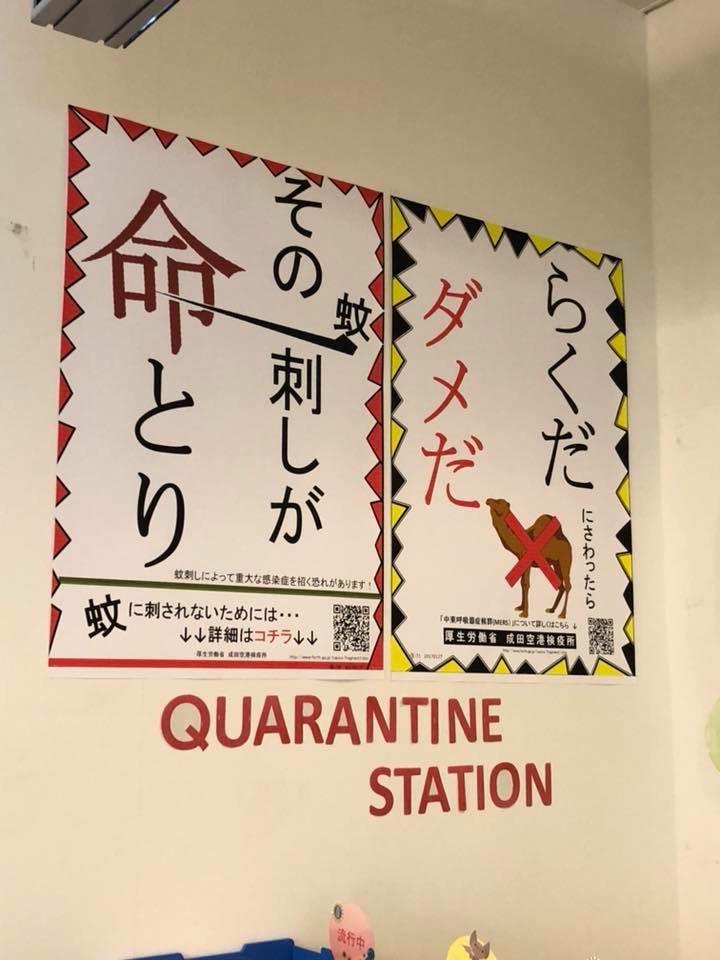 その蚊刺しが
命とり
蚊刺しによって重大な感染症を招く恐れがあります！
蚊に刺されないためには・・・
↓↓詳細はコチラ↓↓
厚生労働省 成田空港検疫所
らくだ
にさわったら
ダメだ
「中東呼吸器症候群(MERS)」について詳しくはこちら↓
厚生労働省 成田空港検疫所
QUARANTINE
STATION
流行中